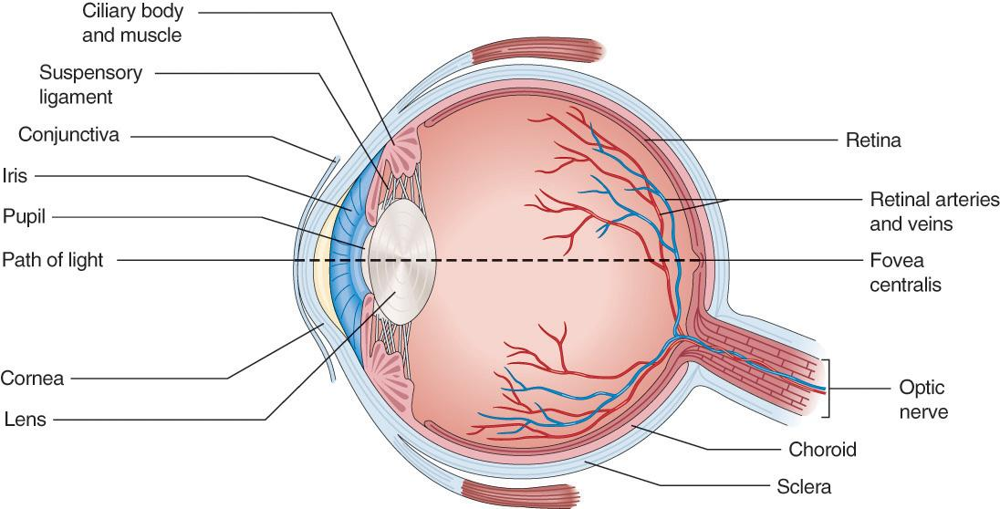 Ciliary body
and muscle
Suspensory
ligament
Conjunctiva
Iris
Pupil
Path of light
Cornea
Lens
Retina
Retinal arteries
and veins
Fovea
centralis
Optic
nerve
Choroid
Sclera